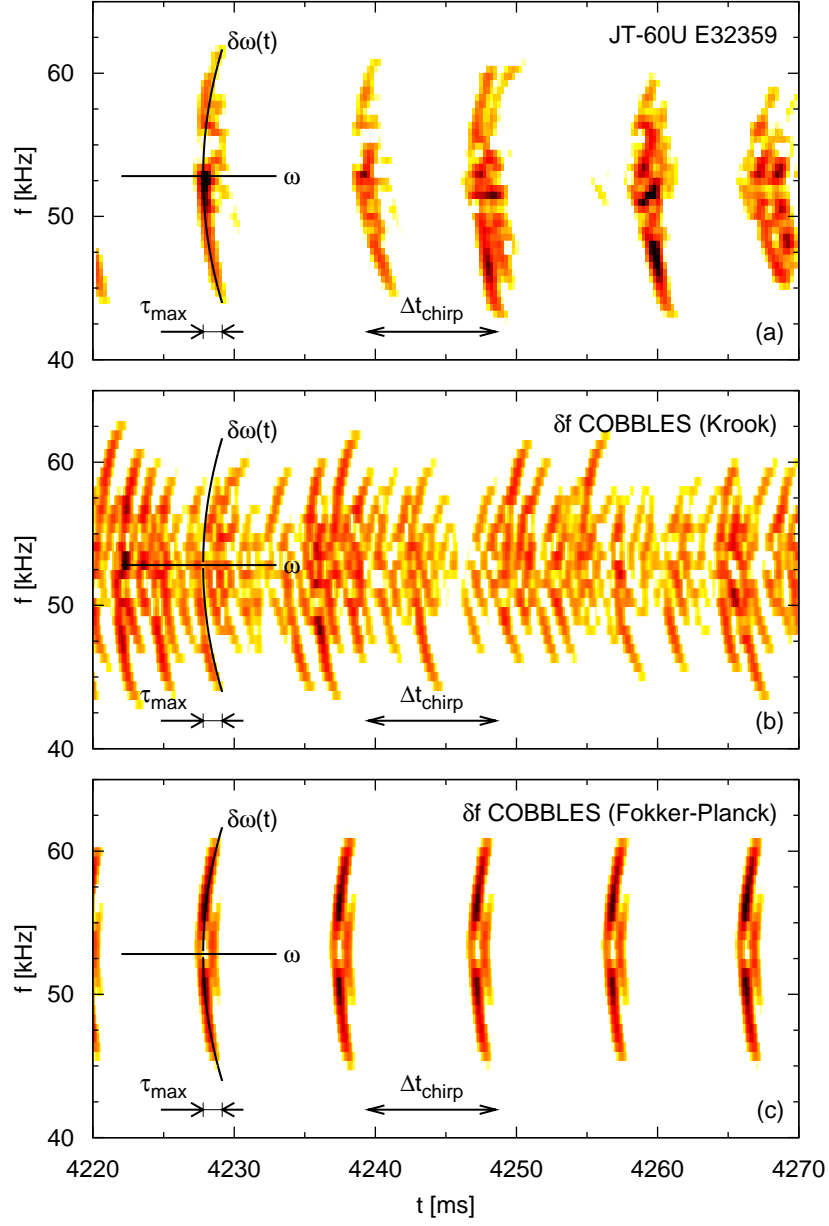 JT-60U E32359
δω(t)
60
ω
f [kHz]
50
τmax
Δtchirp
(a)
40
δf COBBLES (Krook)
δω(t)
60
ω
f [kHz]
50
τmax
Δtchirp
(b)
40
δf COBBLES (Fokker-Planck)
δω(t)
60
ω
f [kHz]
50
τmax
Δtchirp
(c)
40
4220 4230 4240 4250 4260 4270
t [ms]